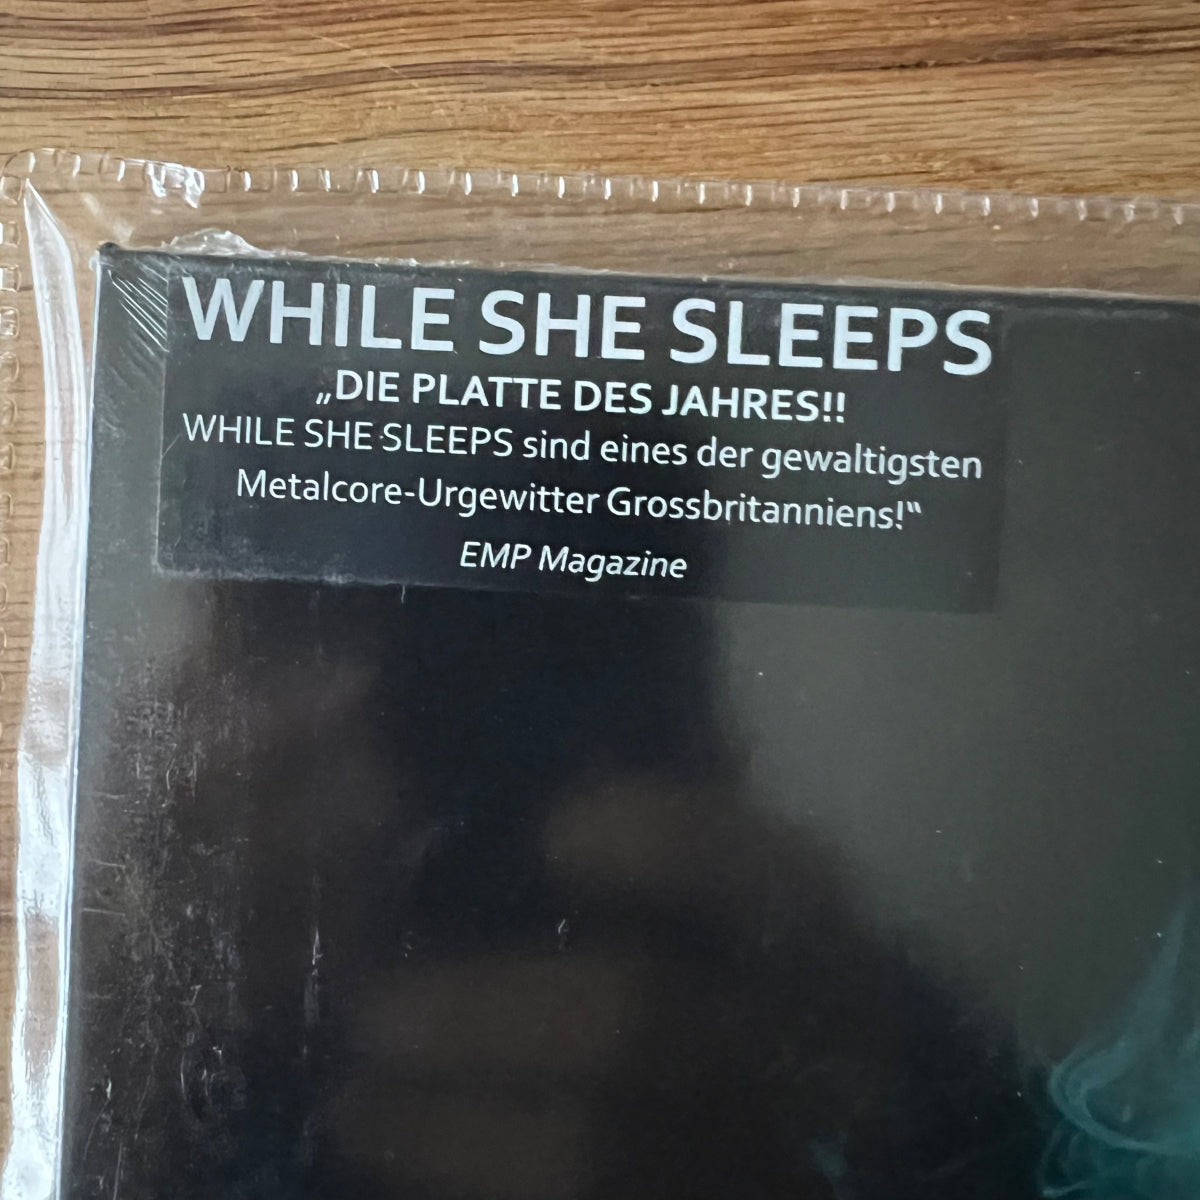 WHILE SHE SLEEPS
„DIE PLATTE DES JAHRES!!
WHILE SHE SLEEPS sind eines der gewaltigsten
Metalcore-Urgewitter Grossbritanniens!“
EMP Magazine